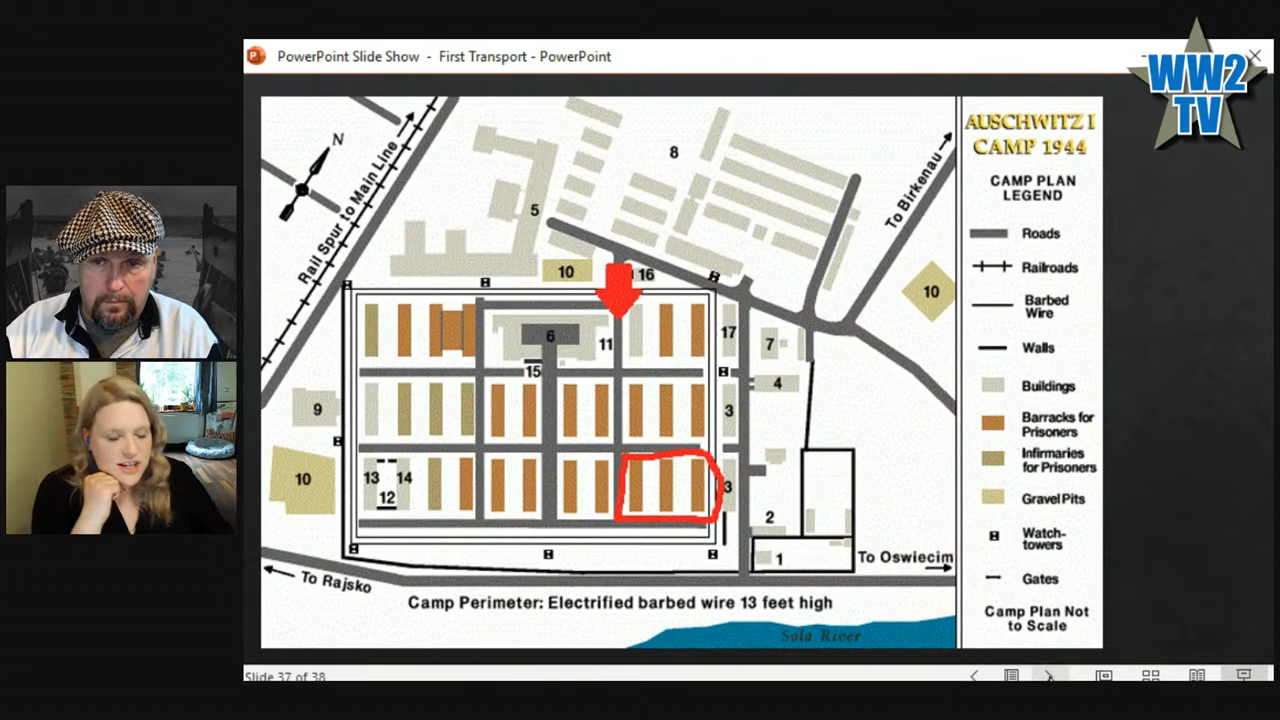 PowerPoint Slide Show - First Transport - PowerPoint
WW2
TV
AUSCHWITZ I
CAMP 1944
CAMP PLAN
LEGEND
Roads
Railroads
Barbed
Wire
Walls
Buildings
Barracks for
Prisoners
Infirmaries
for Prisoners
Gravel Pits
Watch-
towers
Gates
Camp Plan Not
to Scale
N
Rail Spur to Main Line
To Birkenau
8
5
10
16
10
6
11
17
7
15
4
9
3
10
13
14
12
3
2
1
To Oswiecim
To Rajsko
Camp Perimeter: Electrified barbed wire 13 feet high
Sola River
Slide 37 of 38